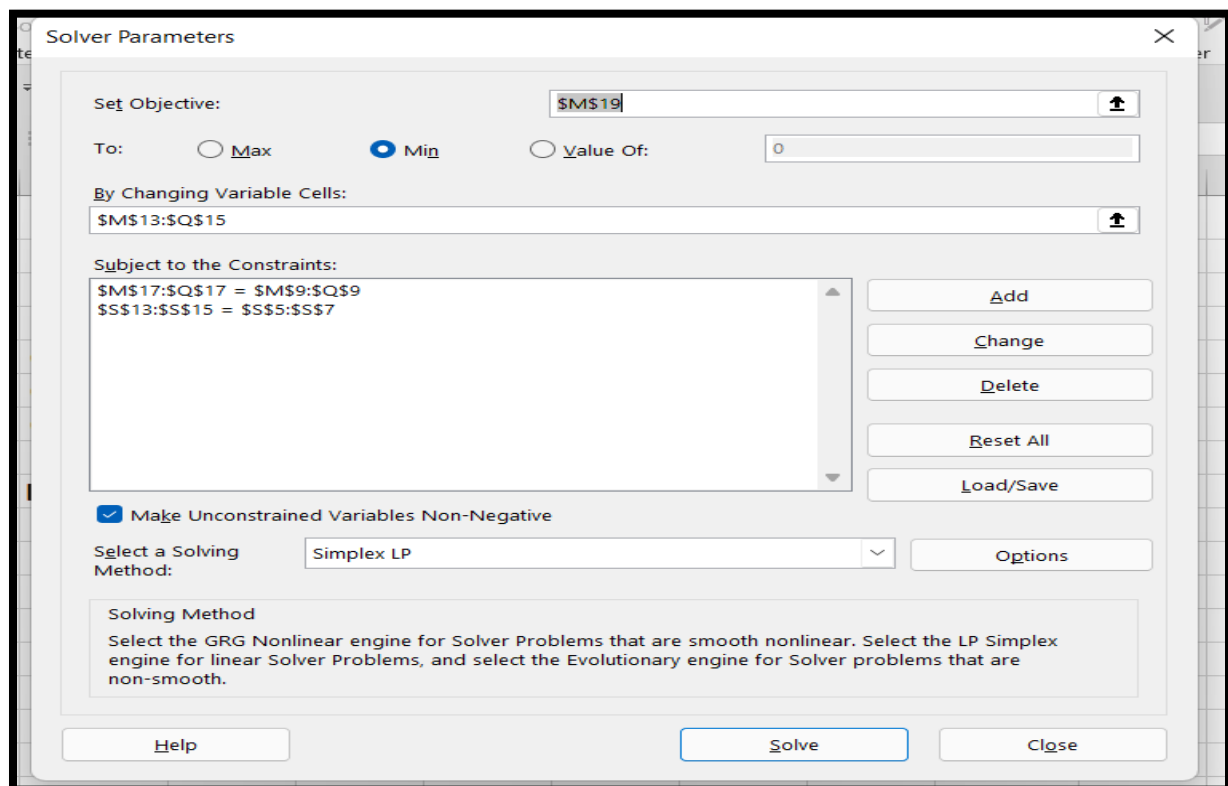 Solver Parameters
te
er
Set Objective:
$M$19
To:
Max
Min
Value Of:
0
By Changing Variable Cells:
$M$13:$Q$15
Subject to the Constraints:
$M$17:$Q$17 = $M$9:$Q$9
$S$13:$S$15 = $S$5:$S$7
Add
Change
Delete
Reset All
Load/Save
Make Unconstrained Variables Non-Negative
Select a Solving
Method:
Simplex LP
Options
Solving Method
Select the GRG Nonlinear engine for Solver Problems that are smooth nonlinear. Select the LP Simplex
engine for linear Solver Problems, and select the Evolutionary engine for Solver problems that are
non-smooth.
Help
Solve
Close